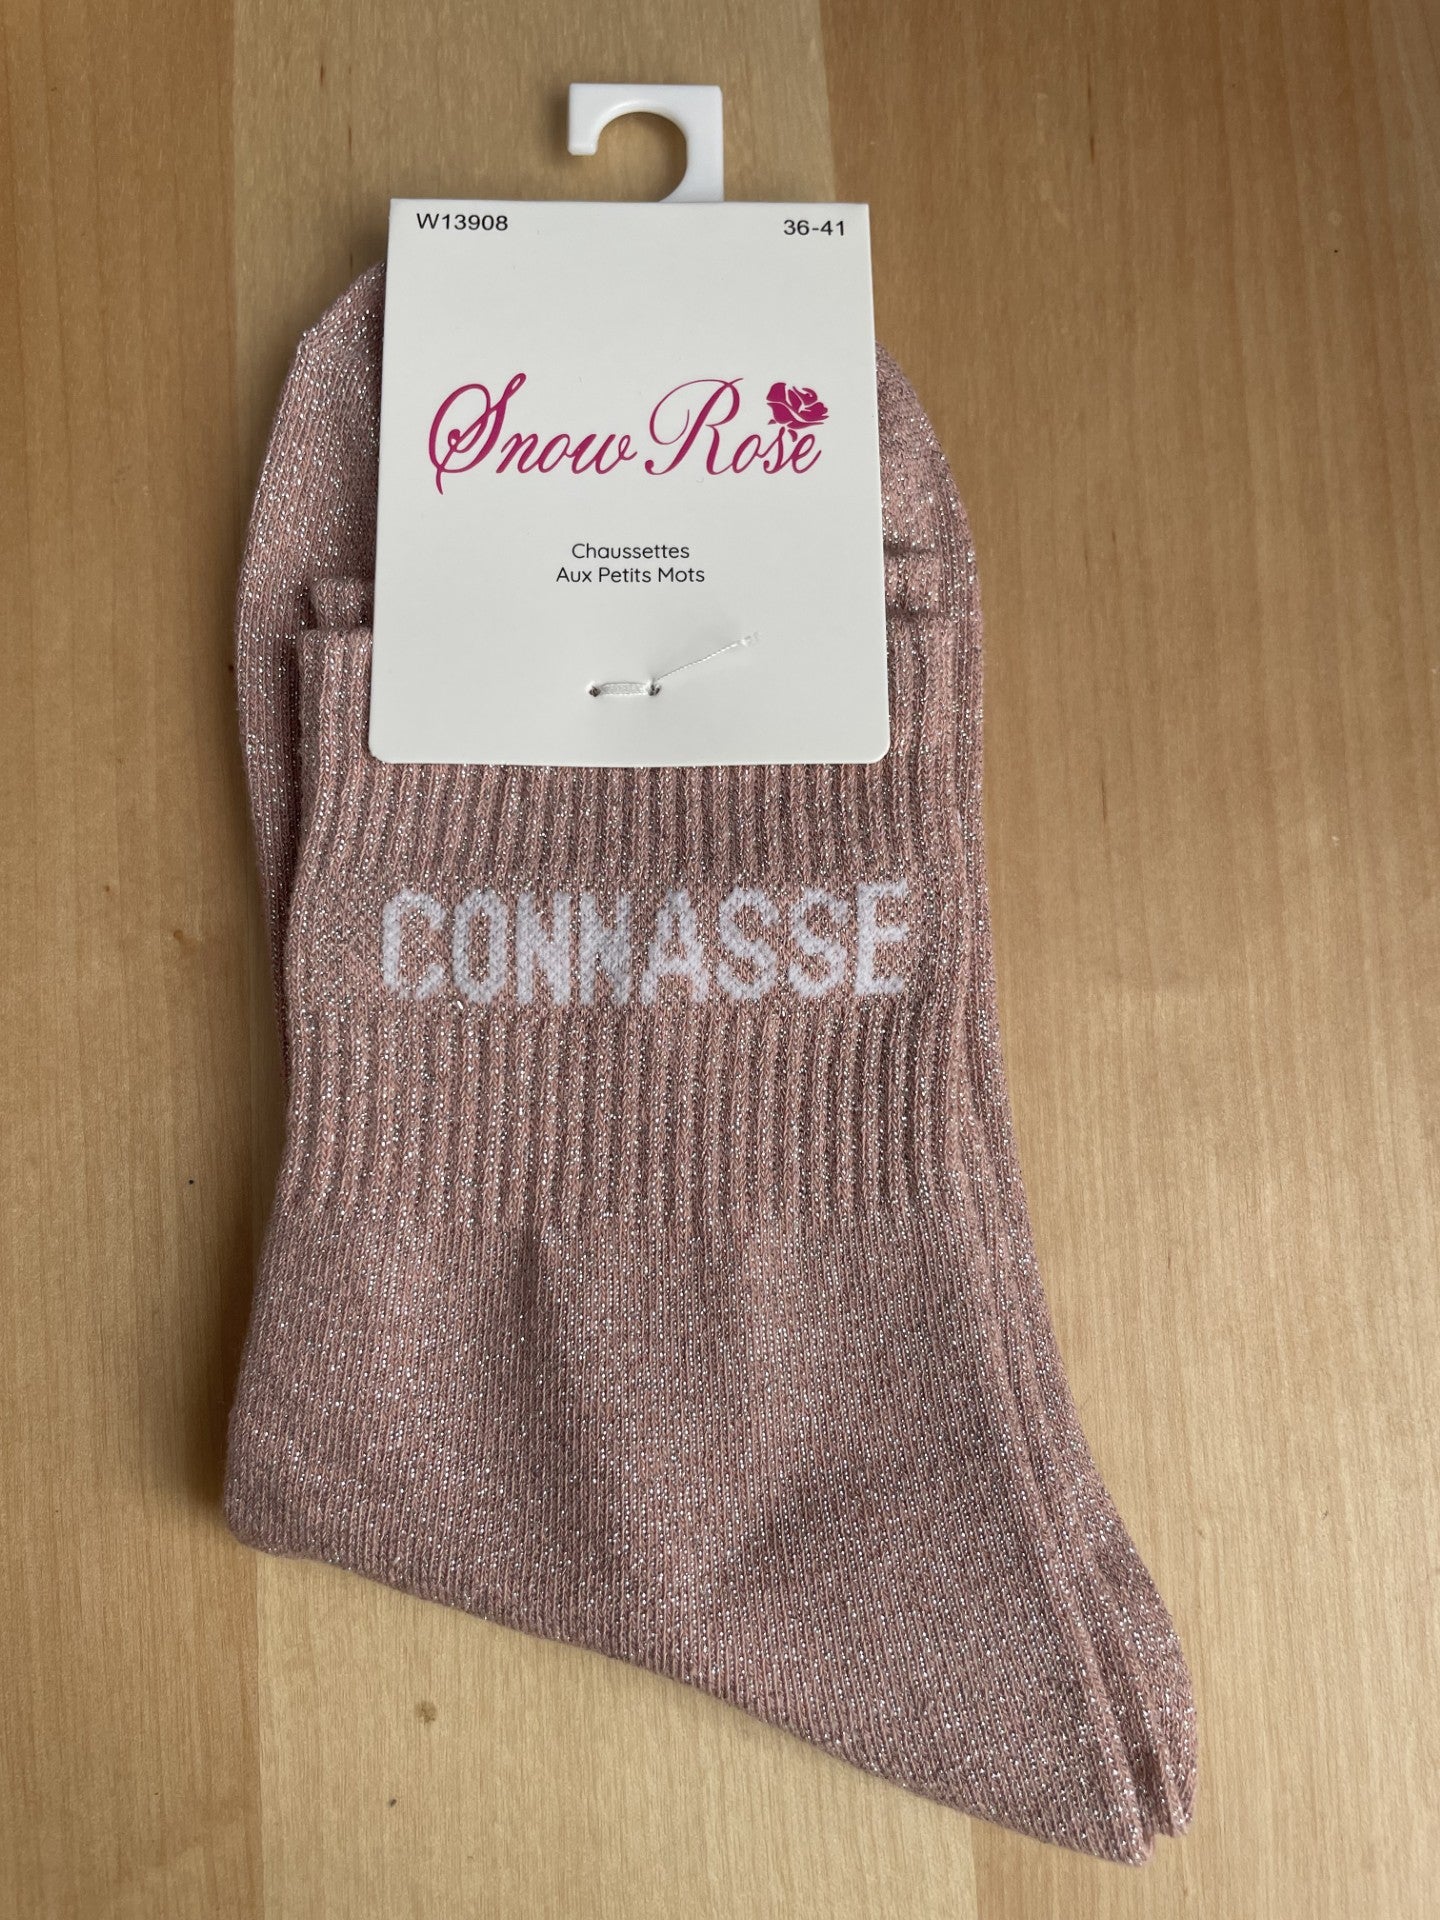 W13908 36-41
Snow Rose
Chaussettes
Aux Petits Mots
CONNASSE